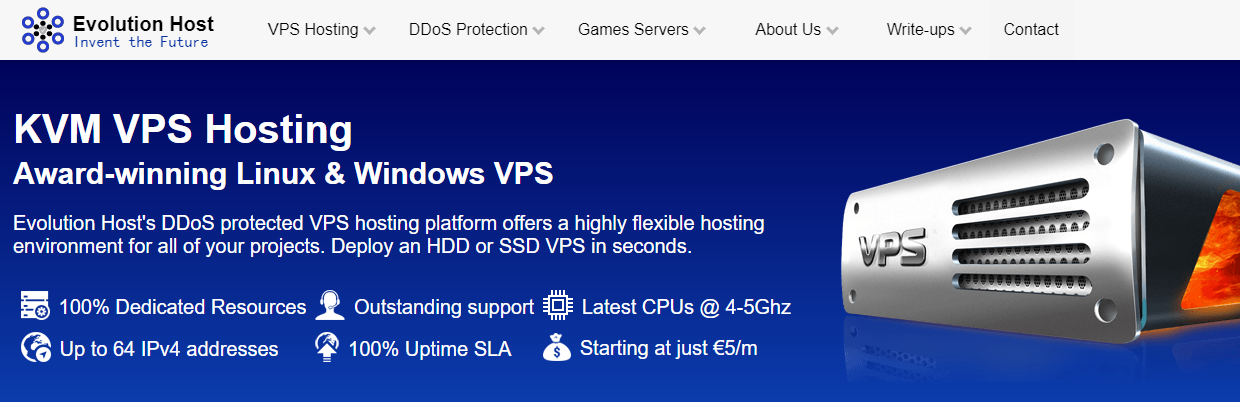 Evolution Host
Invent the Future
VPS Hosting
DDoS Protection
Games Servers
About Us
Write-ups
Contact
KVM VPS Hosting
Award-winning Linux & Windows VPS
Evolution Host's DDoS protected VPS hosting platform offers a highly flexible hosting
environment for all of your projects. Deploy an HDD or SSD VPS in seconds.
100% Dedicated Resources
Outstanding support
Latest CPUs @ 4-5Ghz
Up to 64 IPv4 addresses
100% Uptime SLA
Starting at just €5/m
VPS